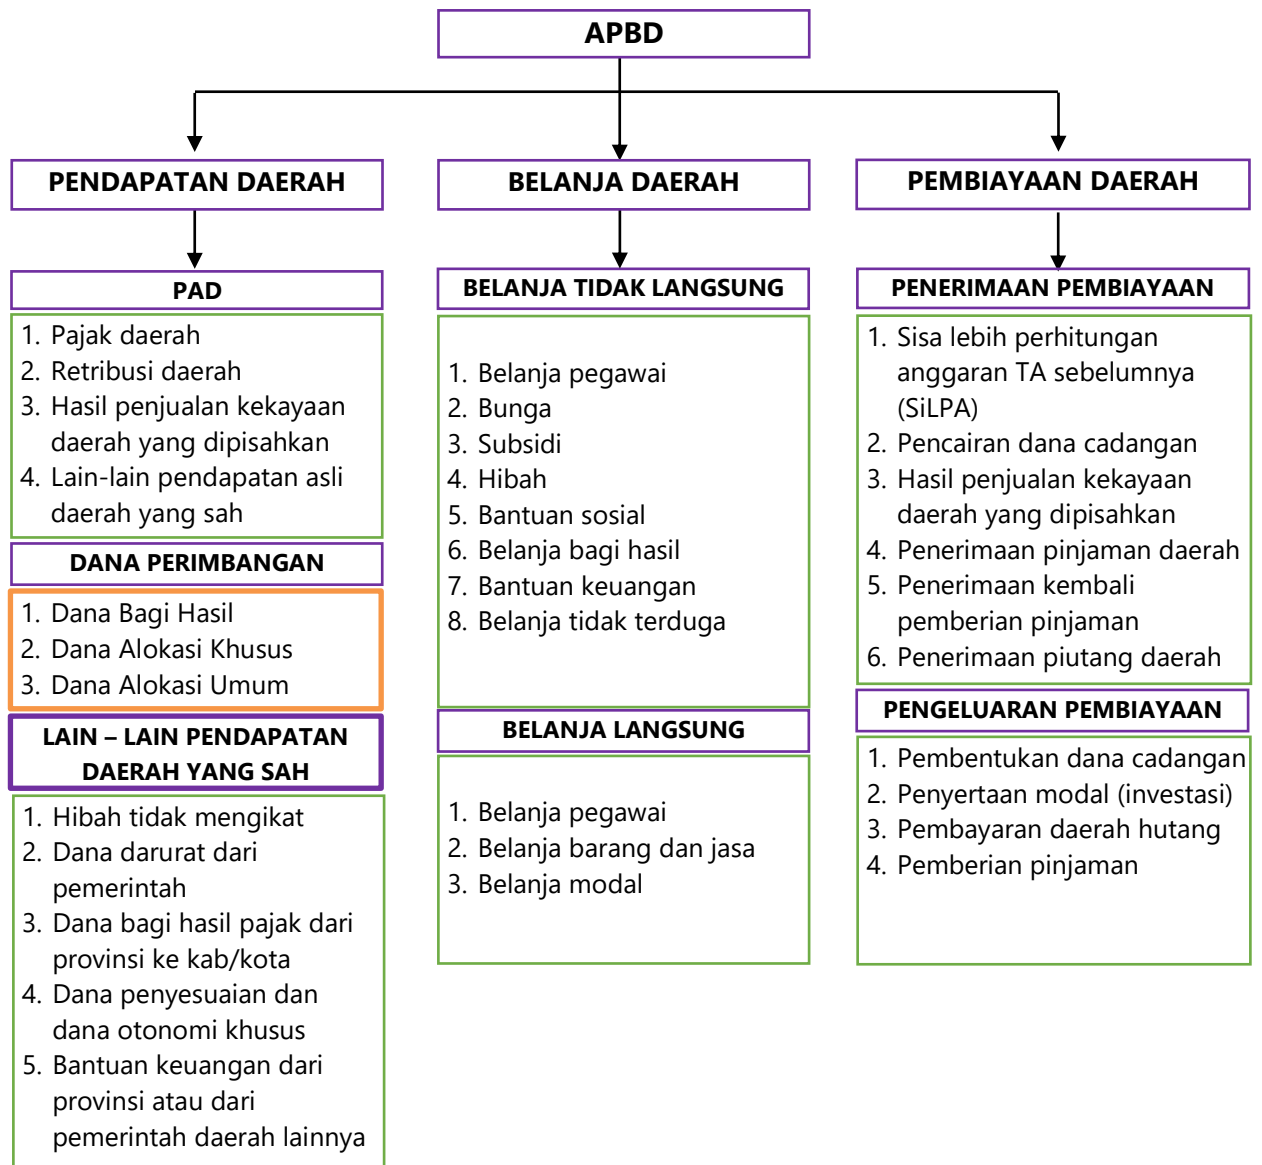 APBD
PENDAPATAN DAERAH
PAD
1. Pajak daerah
2. Retribusi daerah
3. Hasil penjualan kekayaan
daerah yang dipisahkan
4. Lain-lain pendapatan asli
daerah yang sah
DANA PERIMBANGAN
1. Dana Bagi Hasil
2. Dana Alokasi Khusus
3. Dana Alokasi Umum
LAIN – LAIN PENDAPATAN
DAERAH YANG SAH
1. Hibah tidak mengikat
2. Dana darurat dari
pemerintah
3. Dana bagi hasil pajak dari
provinsi ke kab/kota
4. Dana penyesuaian dan
dana otonomi khusus
5. Bantuan keuangan dari
provinsi atau dari
pemerintah daerah lainnya
BELANJA DAERAH
BELANJA TIDAK LANGSUNG
1. Belanja pegawai
2. Bunga
3. Subsidi
4. Hibah
5. Bantuan sosial
6. Belanja bagi hasil
7. Bantuan keuangan
8. Belanja tidak terduga
BELANJA LANGSUNG
1. Belanja pegawai
2. Belanja barang dan jasa
3. Belanja modal
PEMBIAYAAN DAERAH
PENERIMAAN PEMBIAYAAN
1. Sisa lebih perhitungan
anggaran TA sebelumnya
(SiLPA)
2. Pencairan dana cadangan
3. Hasil penjualan kekayaan
daerah yang dipisahkan
4. Penerimaan pinjaman daerah
5. Penerimaan kembali
pemberian pinjaman
6. Penerimaan piutang daerah
PENGELUARAN PEMBIAYAAN
1. Pembentukan dana cadangan
2. Penyertaan modal (investasi)
3. Pembayaran daerah hutang
4. Pemberian pinjaman